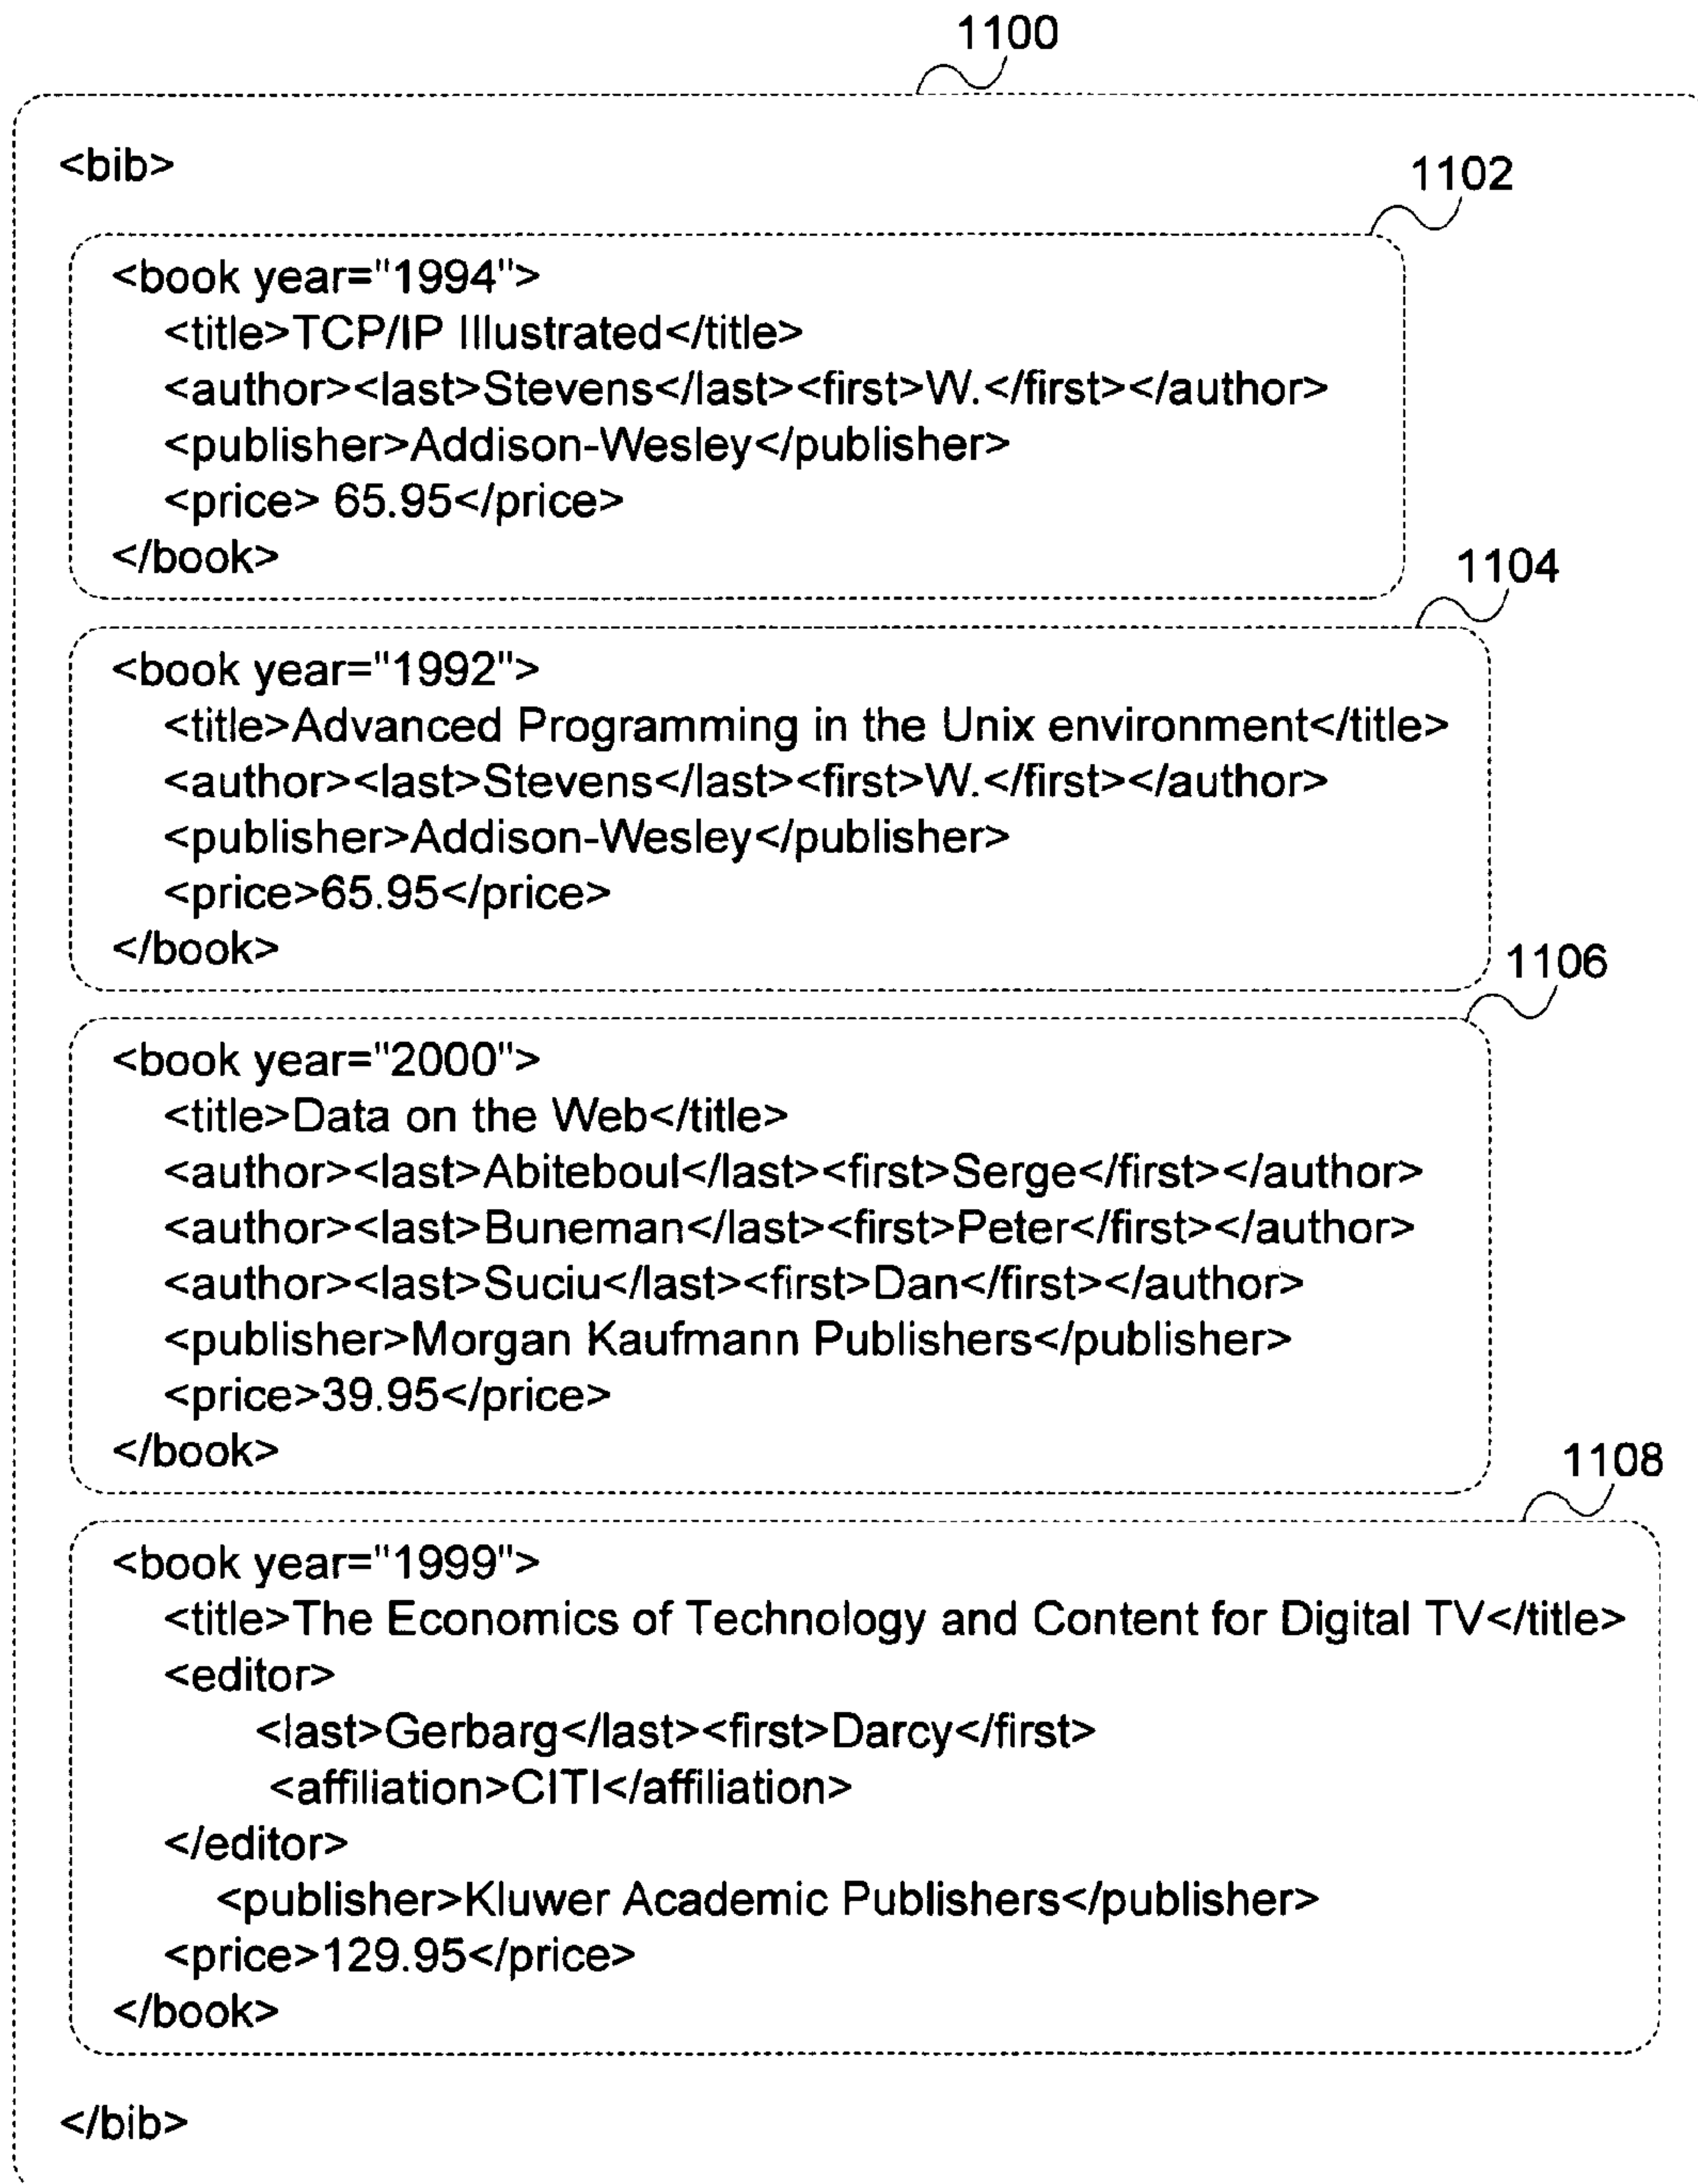 1100
<bib>
1102
<book year="1994">
<title>TCP/IP Illustrated</title>
<author><last>Stevens</last><first>W.</first></author>
<publisher>Addison-Wesley</publisher>
<price> 65.95</price>
</book>
1104
<book year="1992">
<title>Advanced Programming in the Unix environment</title>
<author><last>Stevens</last><first>W.</first></author>
<publisher>Addison-Wesley</publisher>
<price>65.95</price>
</book>
1106
<book year="2000">
<title>Data on the Web</title>
<author><last>Abiteboul</last><first>Serge</first></author>
<author><last>Buneman</last><first>Peter</first></author>
<author><last>Suciu</last><first>Dan</first></author>
<publisher>Morgan Kaufmann Publishers</publisher>
<price>39.95</price>
</book>
1108
<book year="1999">
<title>The Economics of Technology and Content for Digital TV</title>
<editor>
<last>Gerbarg</last><first>Darcy</first>
<affiliation>CITI</affiliation>
</editor>
<publisher>Kluwer Academic Publishers</publisher>
<price>129.95</price>
</book>
</bib>